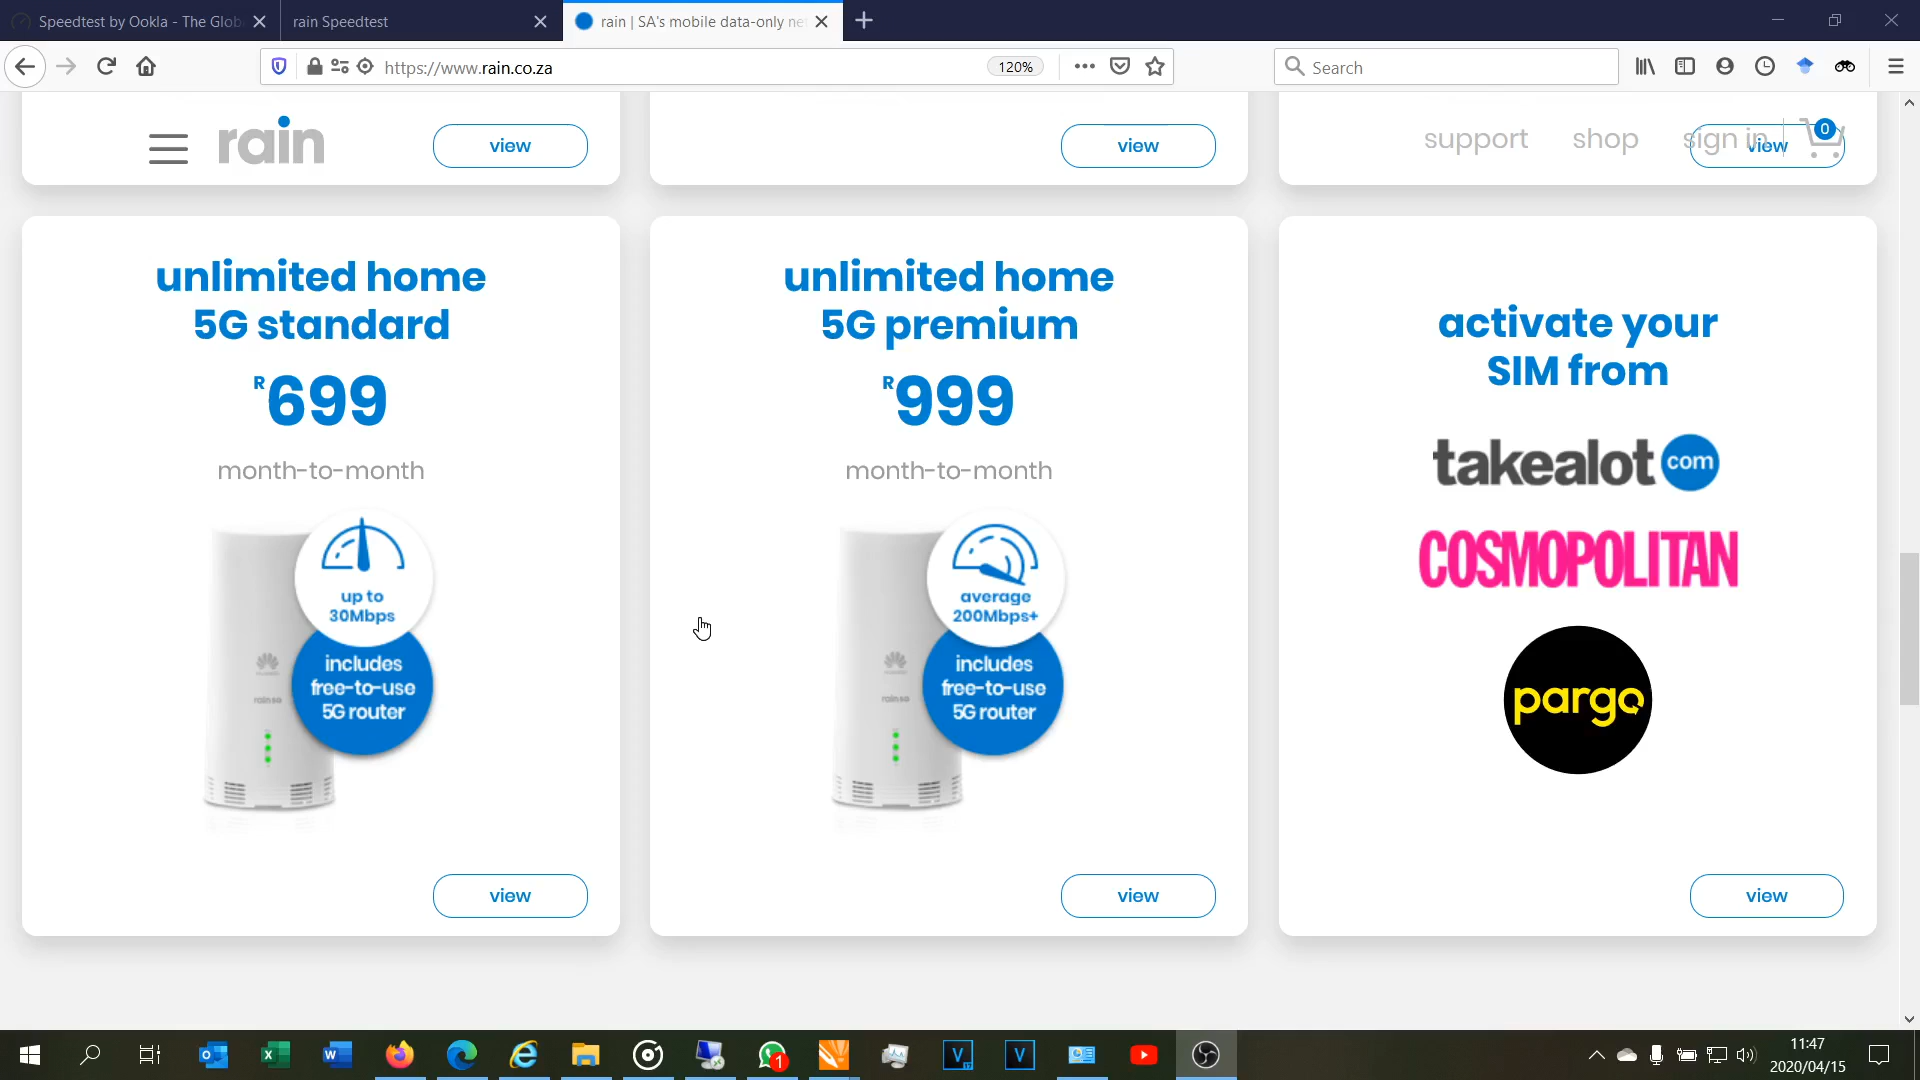 Speedtest by Ookla - The Glob
rain Speedtest
rain | SA's mobile data-only ne
https://www.rain.co.za
120%
Search
rain
view
view
support
shop
sign in
view
0
unlimited home
5G standard
R699
month-to-month
up to
30Mbps
includes
free-to-use
5G router
view
unlimited home
5G premium
R999
month-to-month
average
200Mbps+
includes
free-to-use
5G router
view
activate your
SIM from
takealot com
COSMOPOLITAN
pargo
view
1
11:47
2020/04/15